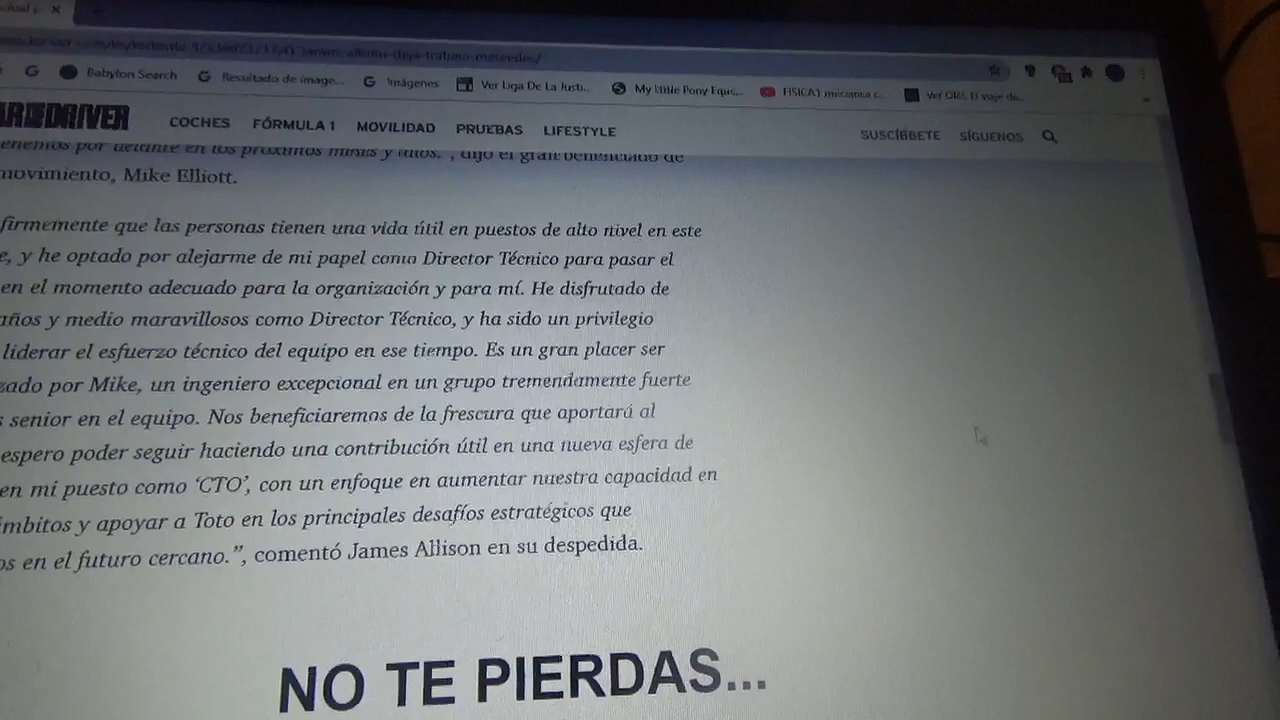 Babylon Search Resultado de image... Imágenes Ver Liga De La Justi... My Little Pony Eque... FISICA1 mecanica c...
DRIVER COCHES FÓRMULA 1 MOVILIDAD PRUEBAS LIFESTYLE SUSCRÍBETE SÍGUENOS
movimiento, Mike Elliott.
firmemente que las personas tienen una vida útil en puestos de alto nivel en este
e, y he optado por alejarme de mi papel como Director Técnico para pasar el
en el momento adecuado para la organización y para mí. He disfrutado de
años y medio maravillosos como Director Técnico, y ha sido un privilegio
liderar el esfuerzo técnico del equipo en ese tiempo. Es un gran placer ser
zado por Mike, un ingeniero excepcional en un grupo tremendamente fuerte
s senior en el equipo. Nos beneficiaremos de la frescura que aportará al
espero poder seguir haciendo una contribución útil en una nueva esfera de
en mi puesto como ‘CTO’, con un enfoque en aumentar nuestra capacidad en
ámbitos y apoyar a Toto en los principales desafíos estratégicos que
os en el futuro cercano.”, comentó James Allison en su despedida.
NO TE PIERDAS...